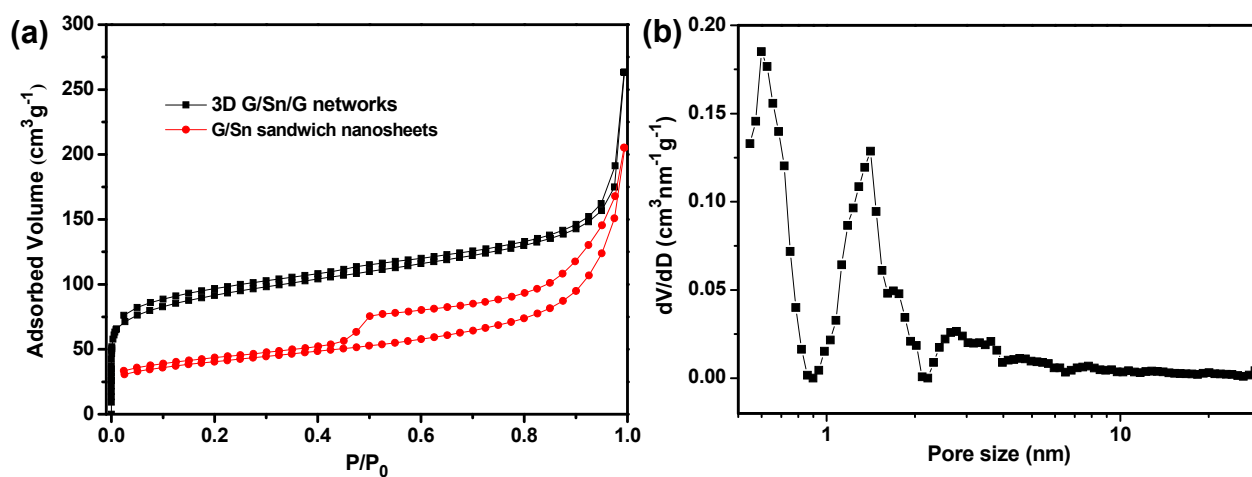 (a)
300
250
200
150
100
50
0
Adsorbed Volume (cm³g⁻¹)
3D G/Sn/G networks
G/Sn sandwich nanosheets
0.0 0.2 0.4 0.6 0.8 1.0
P/P₀
(b)
0.20
0.15
0.10
0.05
0.00
dV/dD (cm³nm⁻¹g⁻¹)
1 10
Pore size (nm)